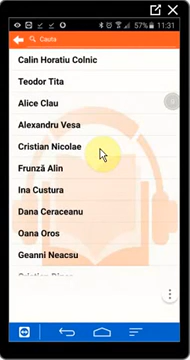 57% 11:31
Cauta
Calin Horatiu Colnic
Teodor Tita
Alice Clau
Alexandru Vesa
Cristian Nicolae
Frunză Alin
Ina Custura
Dana Ceraceanu
Oana Oros
Geanni Neacsu